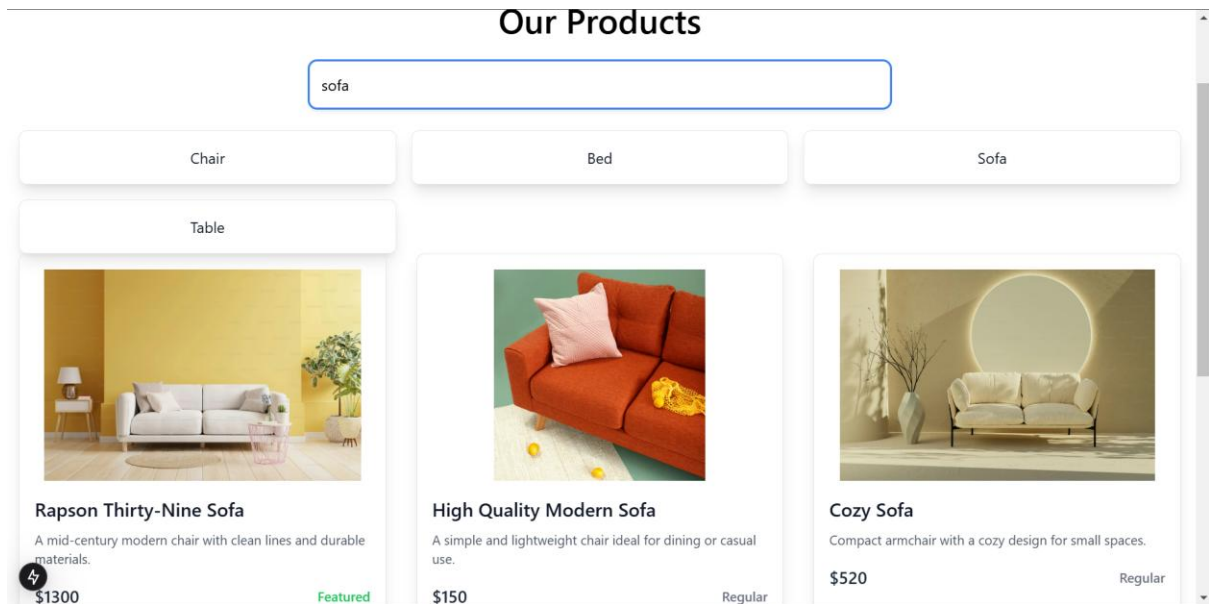 Our Products
sofa
Chair
Bed
Sofa
Table
Rapson Thirty-Nine Sofa
A mid-century modern chair with clean lines and durable
materials.
$1300
Featured
High Quality Modern Sofa
A simple and lightweight chair ideal for dining or casual
use.
$150
Regular
Cozy Sofa
Compact armchair with a cozy design for small spaces.
$520
Regular